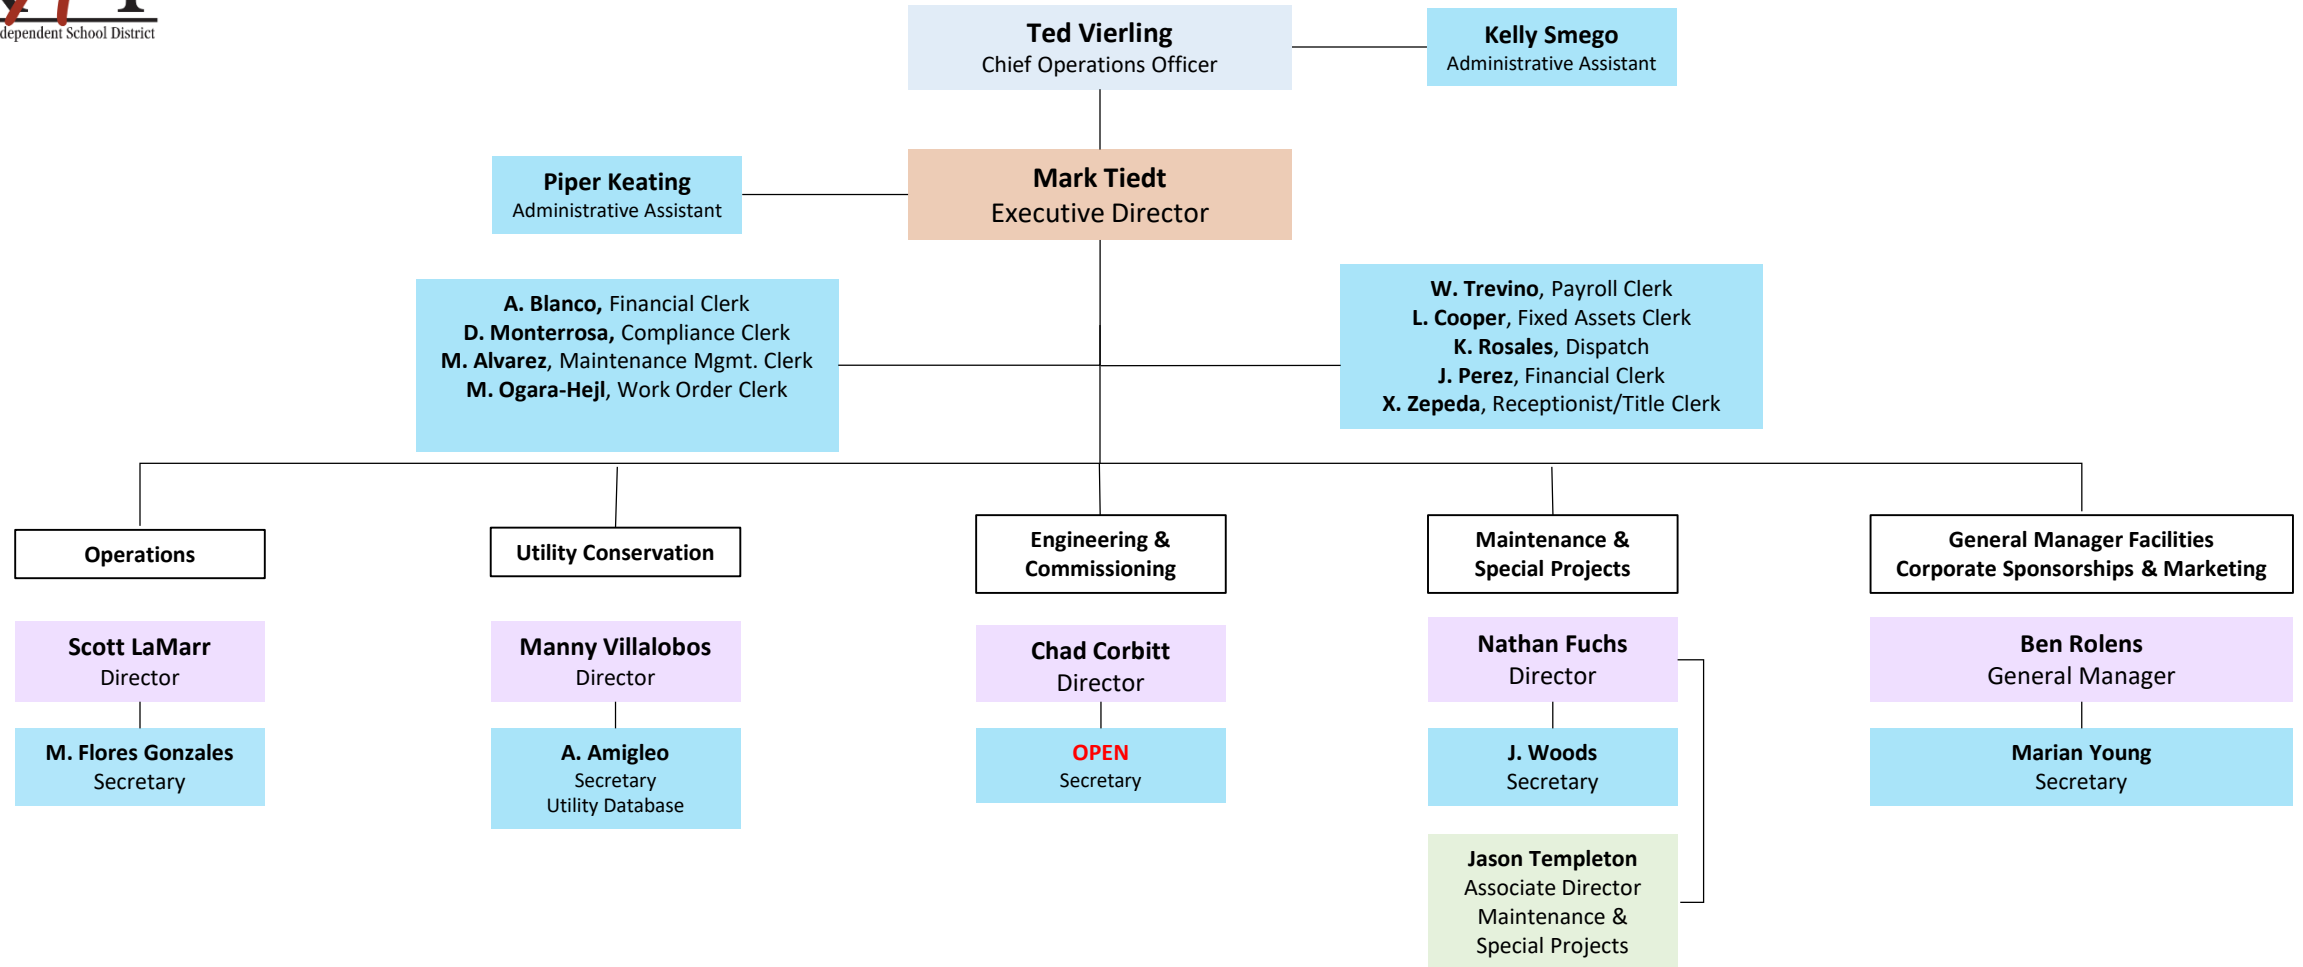 Independent School District
Ted Vierling
Chief Operations Officer
Kelly Smego
Administrative Assistant
Piper Keating
Administrative Assistant
Mark Tiedt
Executive Director
A. Blanco, Financial Clerk
D. Monterrosa, Compliance Clerk
M. Alvarez, Maintenance Mgmt. Clerk
M. Ogara-Hejl, Work Order Clerk
W. Trevino, Payroll Clerk
L. Cooper, Fixed Assets Clerk
K. Rosales, Dispatch
J. Perez, Financial Clerk
X. Zepeda, Receptionist/Title Clerk
Operations
Scott LaMarr
Director
M. Flores Gonzales
Secretary
Utility Conservation
Manny Villalobos
Director
A. Amigleo
Secretary
Utility Database
Engineering &
Commissioning
Chad Corbitt
Director
OPEN
Secretary
Maintenance &
Special Projects
Nathan Fuchs
Director
J. Woods
Secretary
Jason Templeton
Associate Director
Maintenance &
Special Projects
General Manager Facilities
Corporate Sponsorships & Marketing
Ben Rolens
General Manager
Marian Young
Secretary